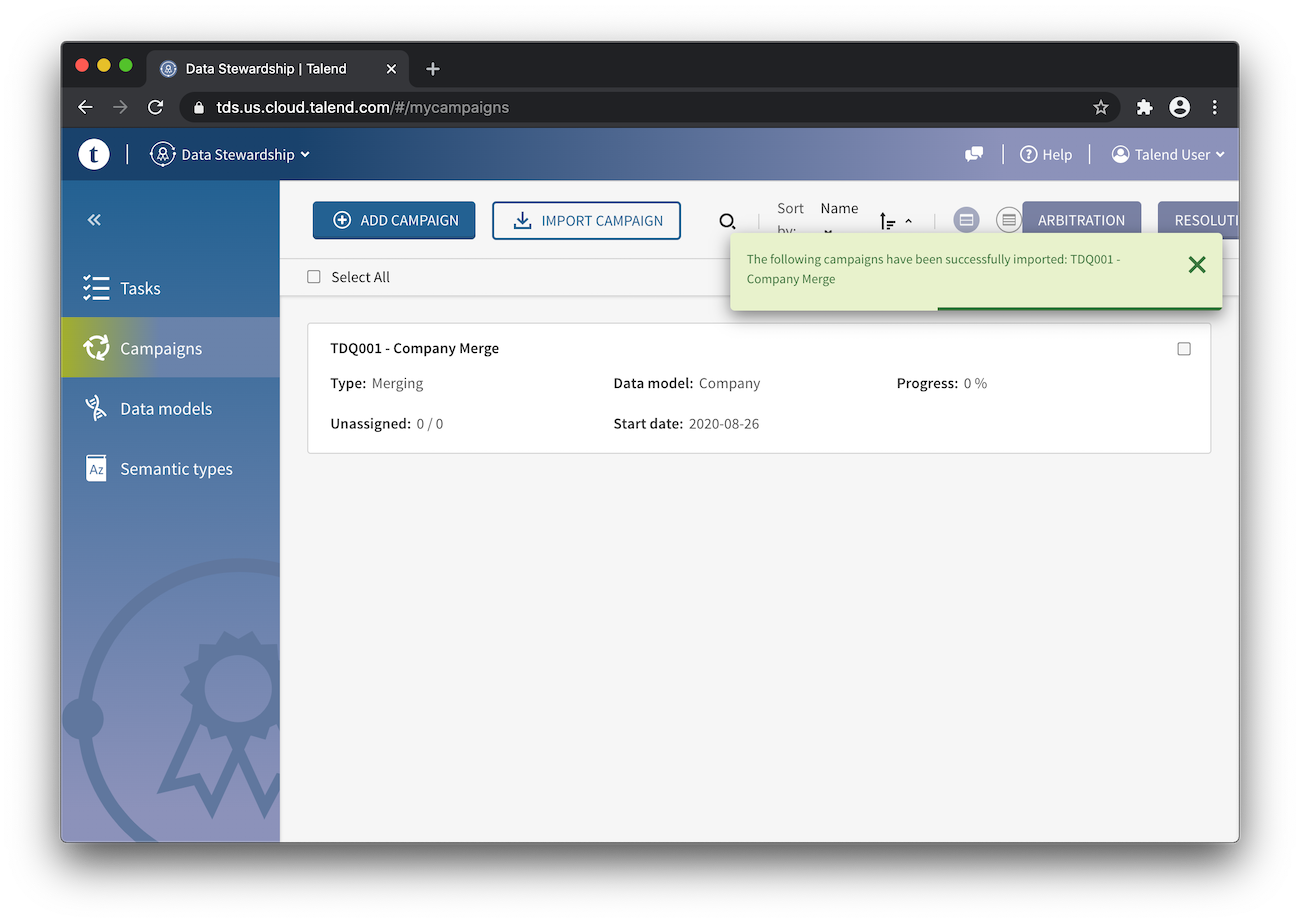 Data Stewardship | Talend
tds.us.cloud.talend.com/#/mycampaigns
t
Data Stewardship
Help
Talend User
ADD CAMPAIGN
IMPORT CAMPAIGN
Sort by:
Name
ARBITRATION
RESOLUTI
Select All
The following campaigns have been successfully imported: TDQ001 -
Company Merge
Tasks
Campaigns
Data models
Az
Semantic types
TDQ001 - Company Merge
Type: Merging
Data model: Company
Progress: 0 %
Unassigned: 0 / 0
Start date: 2020-08-26